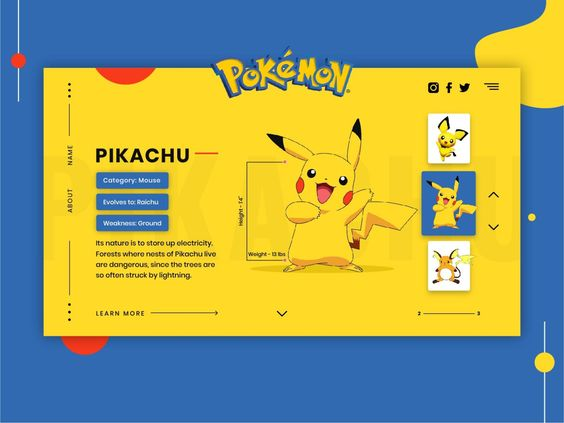 POKéMON
NAME
ABOUT
PIKACHU
PIKACHU
Category: Mouse
Evolves to: Raichu
Weakness: Ground
Its nature is to store up electricity.
Forests where nests of Pikachu live
are dangerous, since the trees are
so often struck by lightning.
Height - 1'4"
Weight - 13 lbs
LEARN MORE
2
3